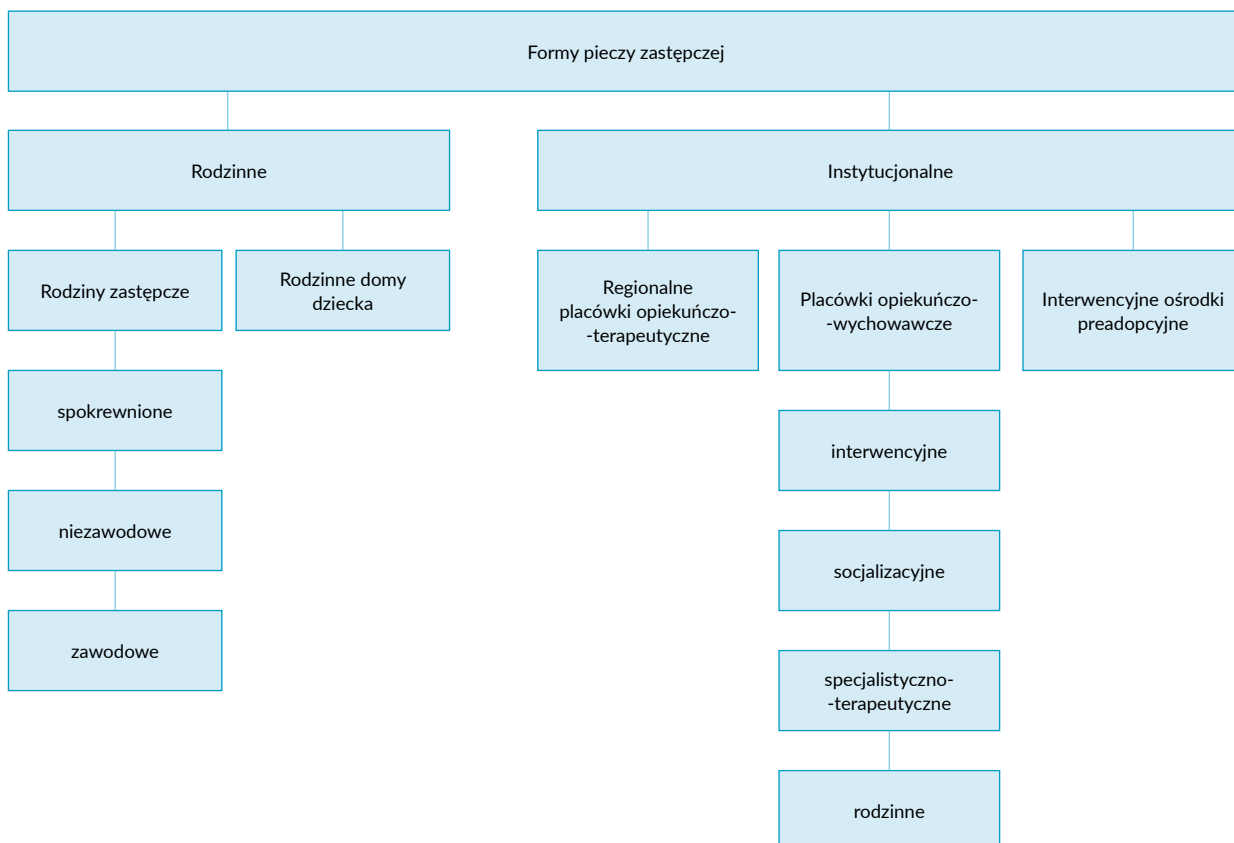 Formy pieczy zastępczej
Rodzinne
Instytucjonalne
Rodziny zastępcze
Rodzinne domy
dziecka
Regionalne
placówki opiekuńczo-
-terapeutyczne
Placówki opiekuńczo-
-wychowawcze
Interwencyjne ośrodki
preadopcyjne
spokrewnione
niezawodowe
zawodowe
interwencyjne
socjalizacyjne
specjalistyczno-
-terapeutyczne
rodzinne